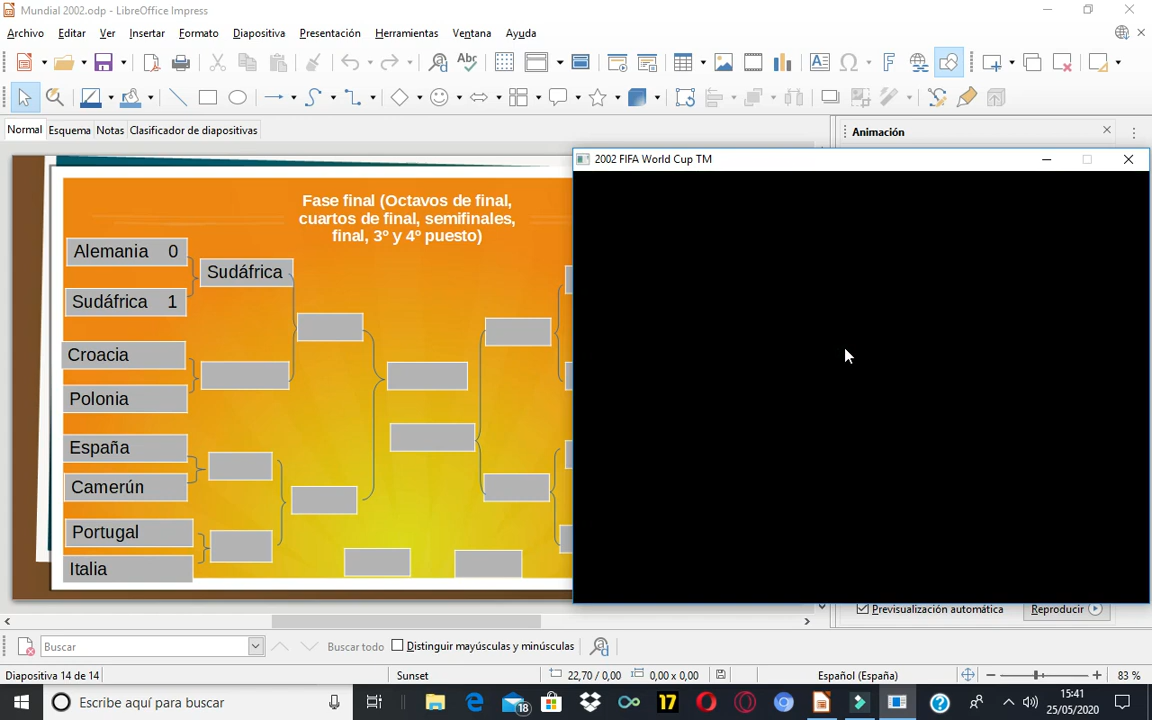 Mundial 2002.odp - LibreOffice Impress
Archivo Editar Ver Insertar Formato Diapositiva Presentación Herramientas Ventana Ayuda
Normal Esquema Notas Clasificador de diapositivas
Animación
2002 FIFA World Cup TM
Fase final (Octavos de final,
cuartos de final, semifinales,
final, 3º y 4º puesto)
Alemania 0
Sudáfrica
Sudáfrica 1
Croacia
Polonia
España
Camerún
Portugal
Italia
Previsualización automática Reproducir
Buscar Buscar todo Distinguir mayúsculas y minúsculas
Diapositiva 14 de 14 Sunset 22,70 / 0,00 0,00 x 0,00 Español (España) 83 %
Escribe aquí para buscar 18 17 15:41
25/05/2020